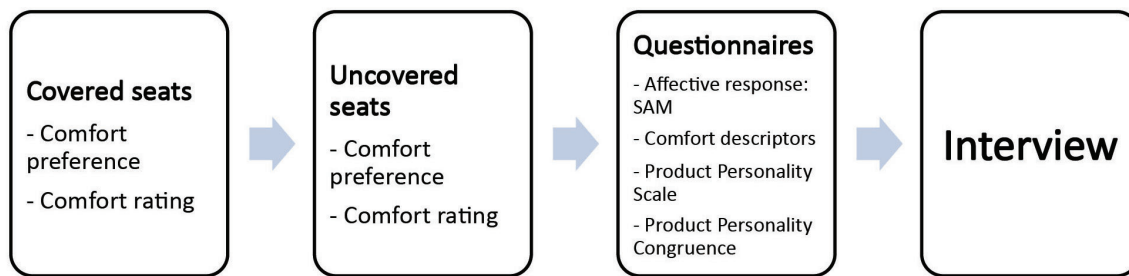 Covered seats
- Comfort
preference
- Comfort rating
Uncovered
seats
- Comfort
preference
- Comfort rating
Questionnaires
- Affective response:
SAM
- Comfort descriptors
- Product Personality
Scale
- Product Personality
Congruence
Interview